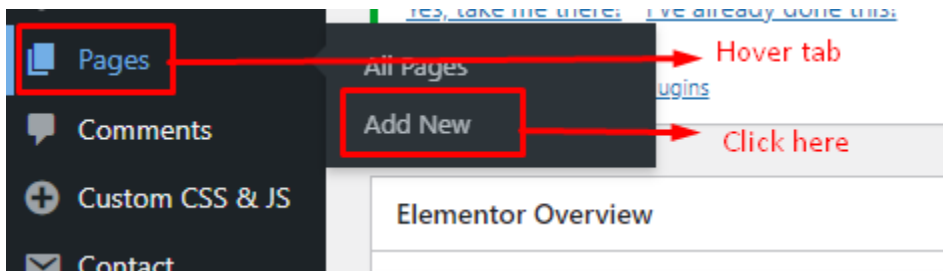 Yes, take me there! I've already done this!
Pages
Hover tab
All Pages
ugins
Comments
Add New
Click here
Custom CSS & JS
Elementor Overview
Contact